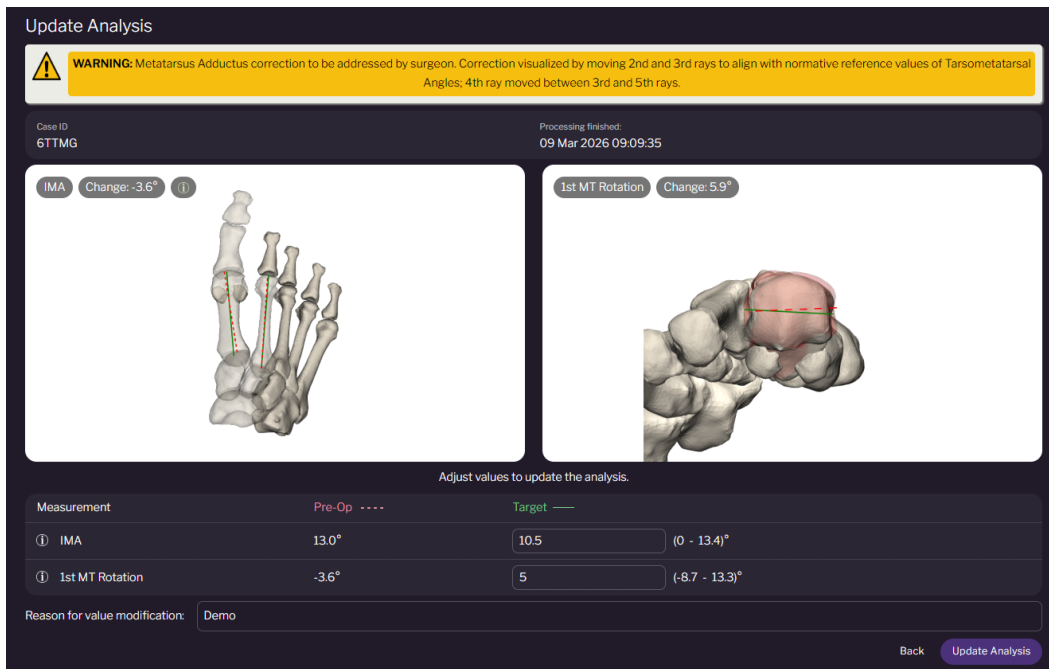 Update Analysis
WARNING: Metatarsus Adductus correction to be addressed by surgeon. Correction visualized by moving 2nd and 3rd rays to align with normative reference values of Tarsometatarsal
Angles; 4th ray moved between 3rd and 5th rays.
Case ID
6TTMG
Processing finished:
09 Mar 2026 09:09:35
IMA Change: -3.6° ⓘ
1st MT Rotation Change: 5.9°
Adjust values to update the analysis.
Measurement Pre-Op ---- Target —
ⓘ IMA 13.0° 10.5 (0 - 13.4)°
ⓘ 1st MT Rotation -3.6° 5 (-8.7 - 13.3)°
Reason for value modification: Demo
Back Update Analysis